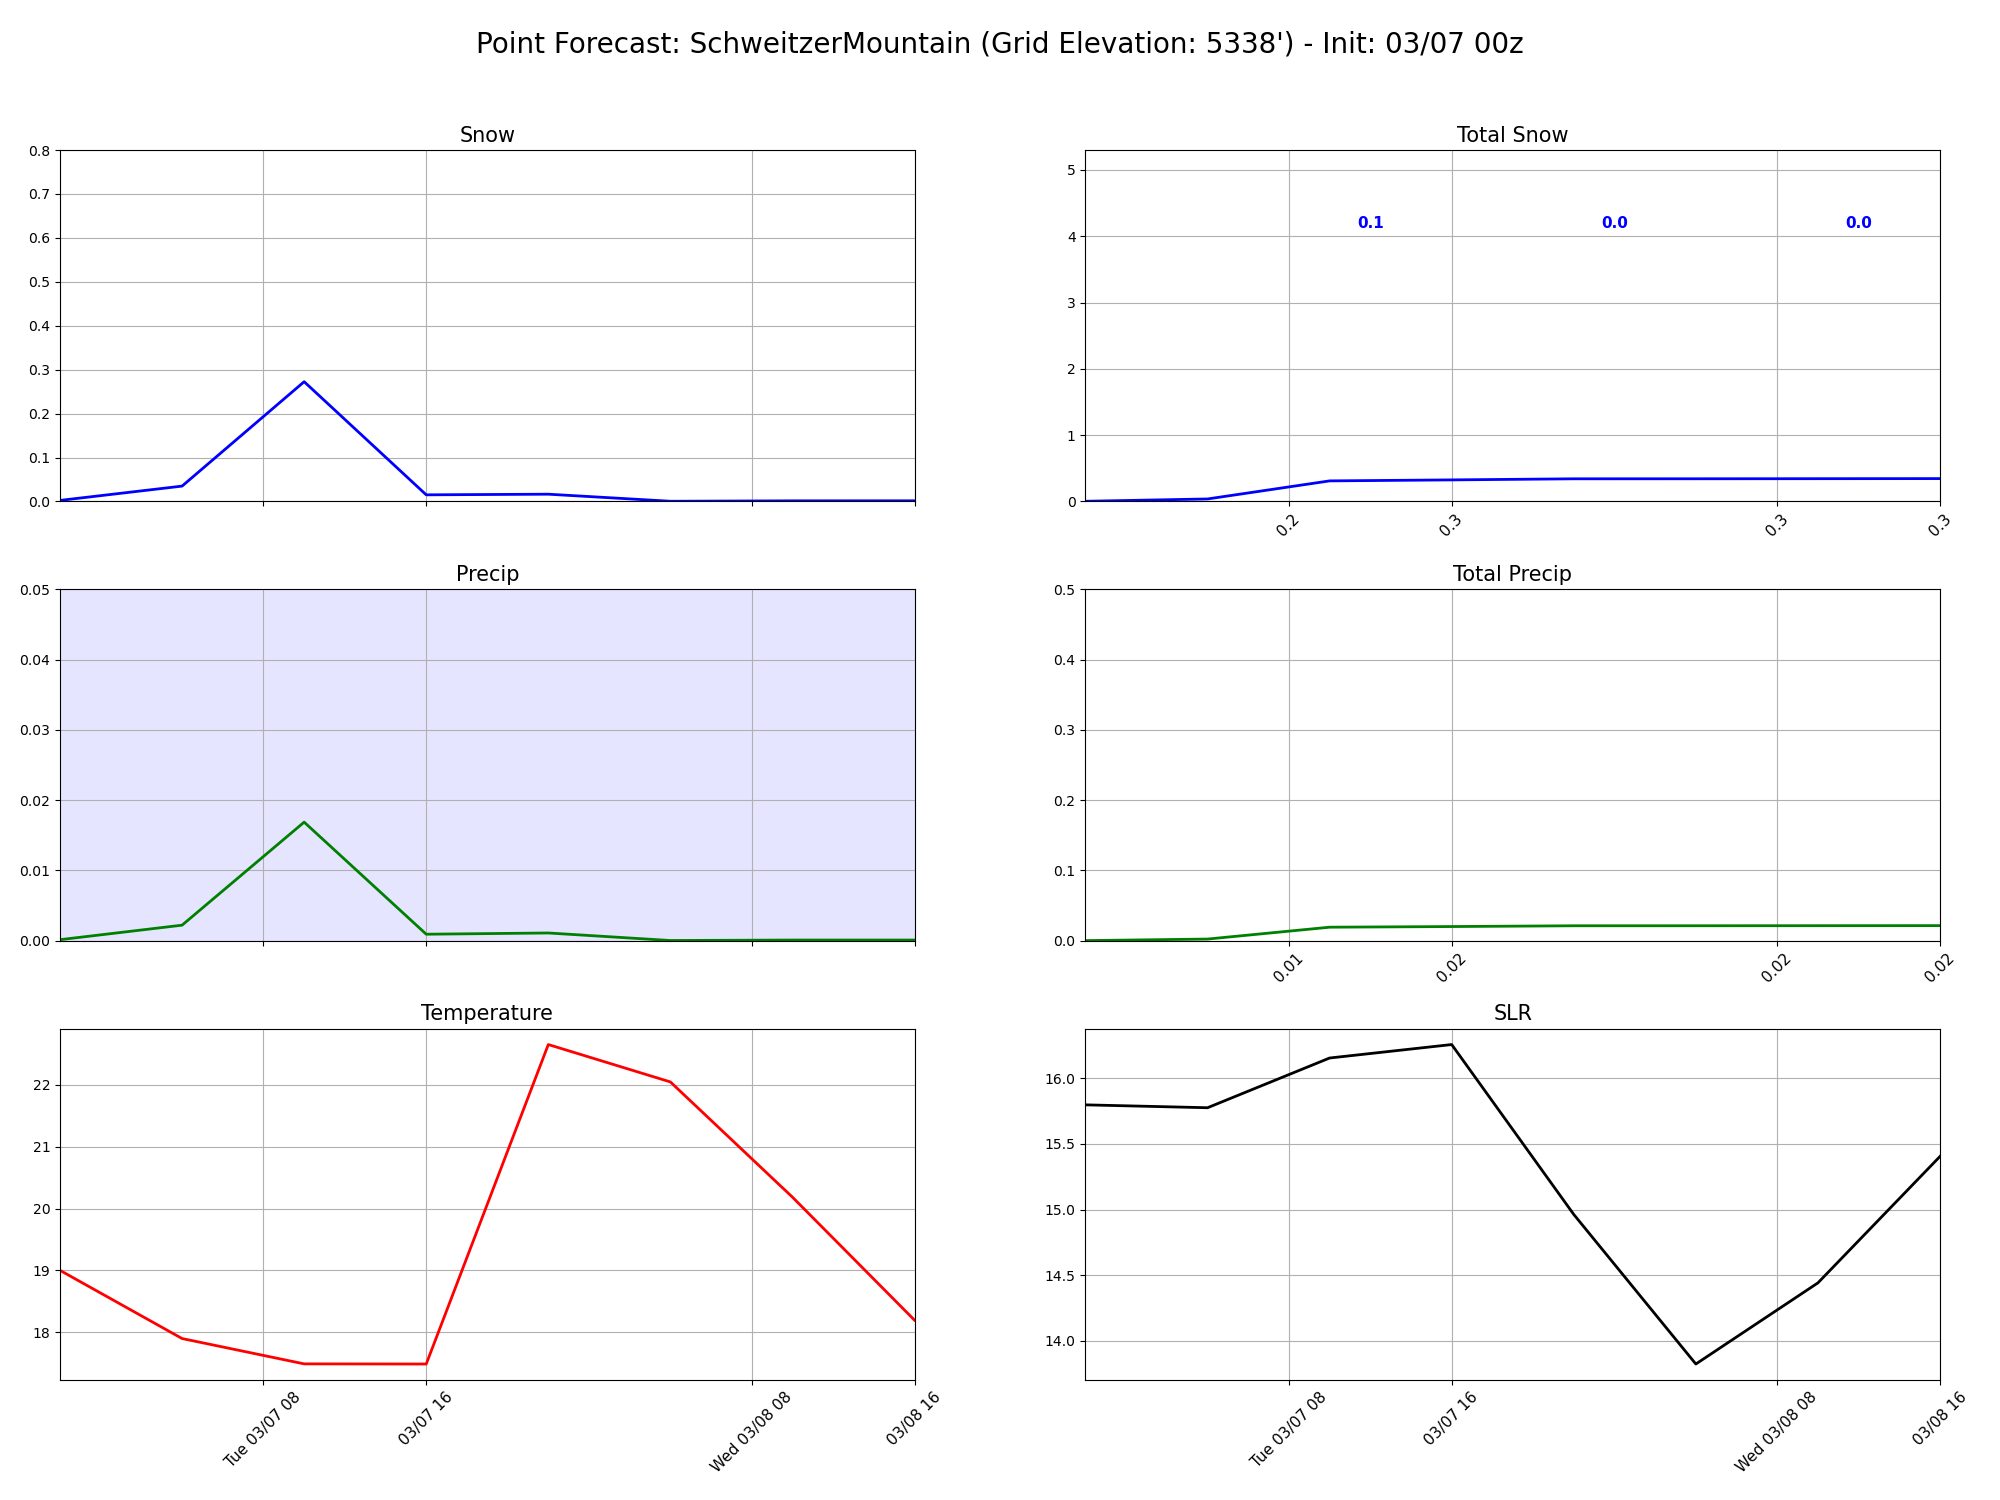 Point Forecast: SchweitzerMountain (Grid Elevation: 5338') - Init: 03/07 00z
Snow
0.8
0.7
0.6
0.5
0.4
0.3
0.2
0.1
0.0
Total Snow
5
4
3
2
1
0
0.1 0.0 0.0
0.2 0.3 0.3 0.3
Precip
0.05
0.04
0.03
0.02
0.01
0.00
Total Precip
0.5
0.4
0.3
0.2
0.1
0.0
0.01 0.02 0.02 0.02
Temperature
22
21
20
19
18
Tue 03/07 08
03/07 16
Wed 03/08 08
03/08 16
SLR
16.0
15.5
15.0
14.5
14.0
Tue 03/07 08
03/07 16
Wed 03/08 08
03/08 16